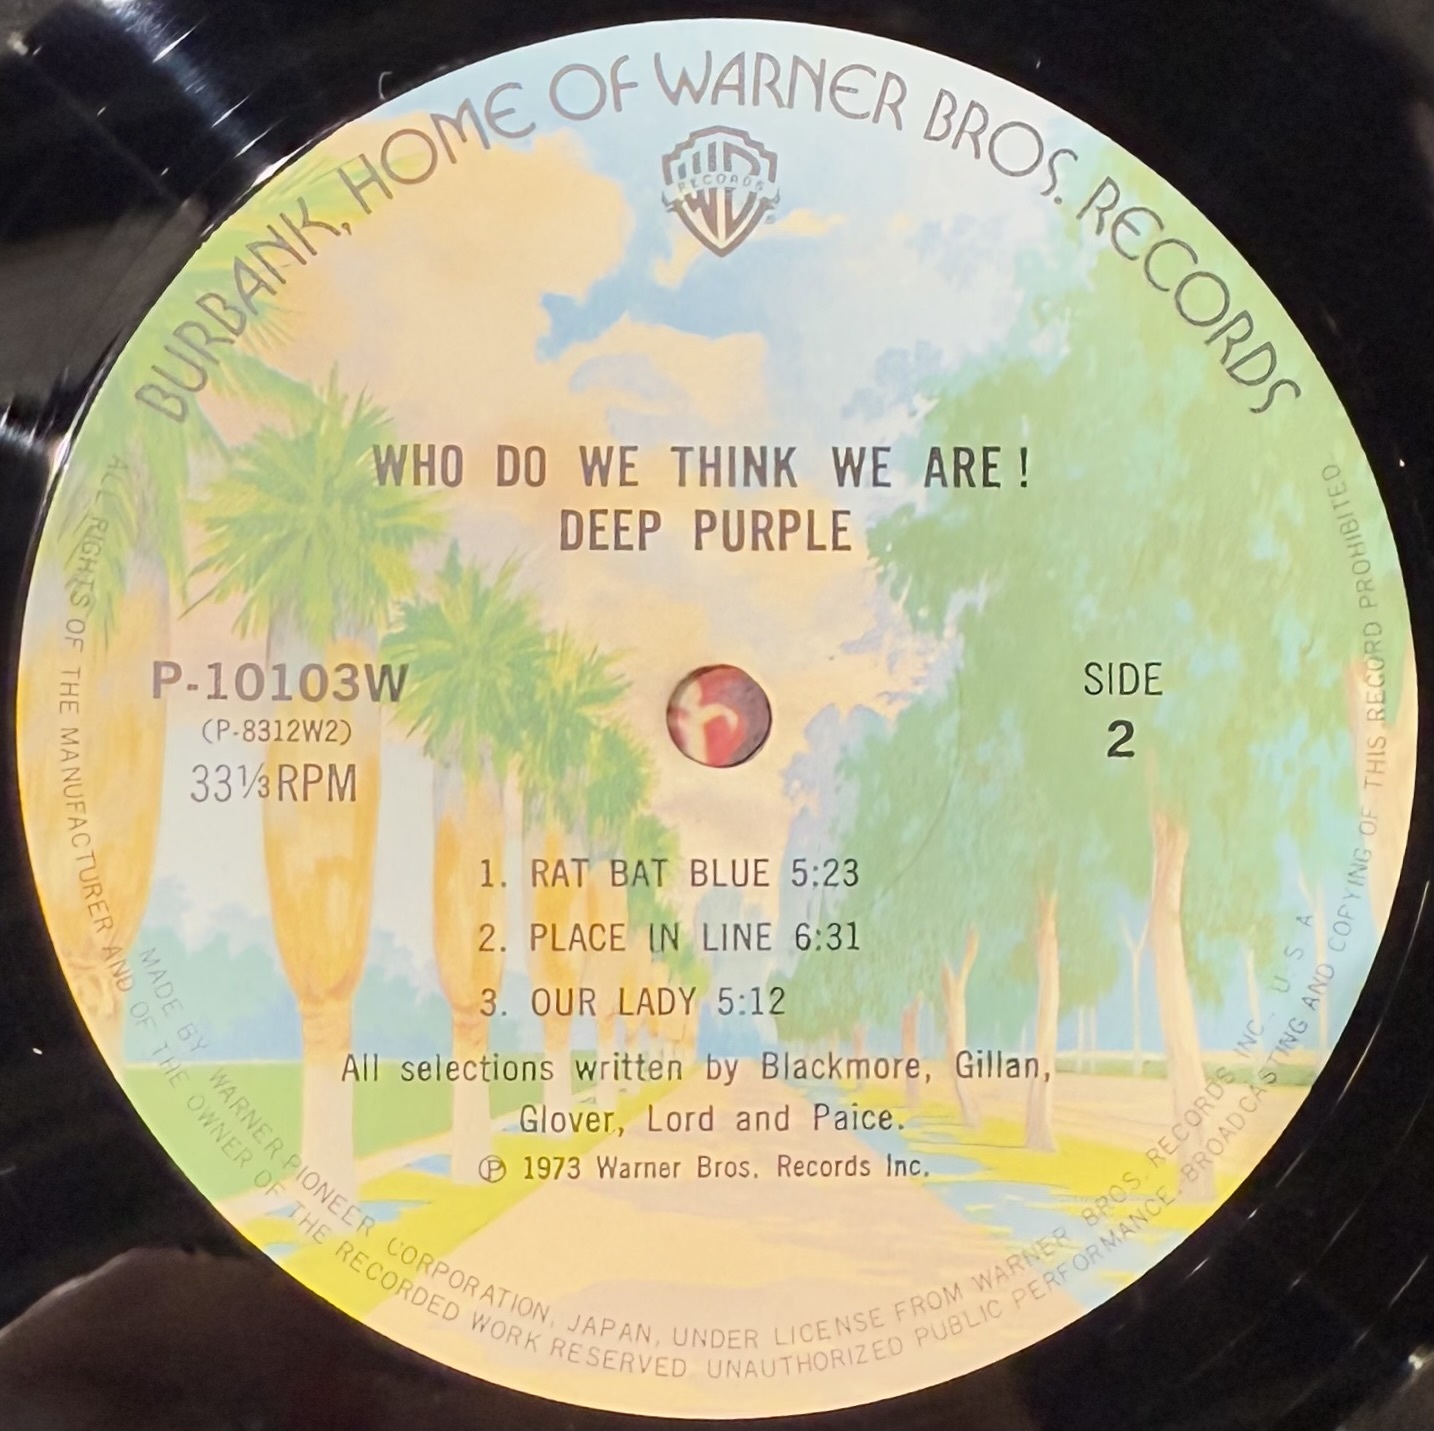 BURBANK, HOME OF WARNER BROS. RECORDS
RECORDS
WHO DO WE THINK WE ARE!
DEEP PURPLE
P-10103W
(P-8312W2)
33⅓RPM
SIDE
2
1. RAT BAT BLUE 5:23
2. PLACE IN LINE 6:31
3. OUR LADY 5:12
All selections written by Blackmore, Gillan,
Glover, Lord and Paice.
Ⓟ 1973 Warner Bros. Records Inc.
MADE BY WARNER PIONEER CORPORATION, JAPAN, UNDER LICENSE FROM WARNER BROS. RECORDS INC., U S A
ALL RIGHTS OF THE MANUFACTURER AND OF THE OWNER OF THE RECORDED WORK RESERVED UNAUTHORIZED PUBLIC PERFORMANCE, BROADCASTING AND COPYING OF THIS RECORD PROHIBITED